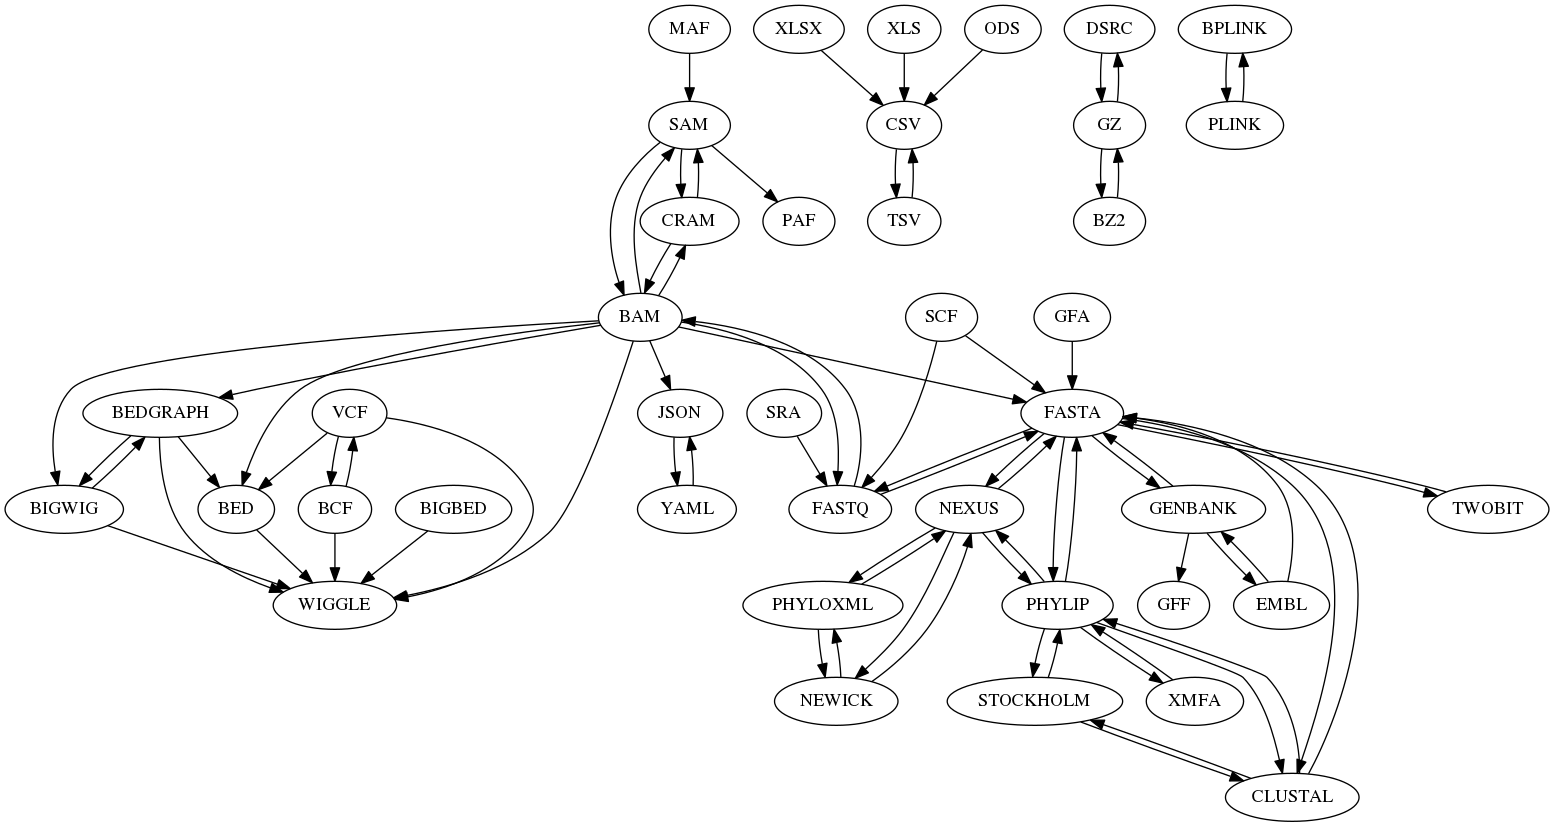 MAF
XLSX
XLS
ODS
DSRC
BPLINK
SAM
CSV
GZ
PLINK
CRAM
PAF
TSV
BZ2
BAM
SCF
GFA
BEDGRAPH
VCF
JSON
SRA
FASTA
BIGWIG
BED
BCF
BIGBED
YAML
FASTQ
NEXUS
GENBANK
TWOBIT
WIGGLE
PHYLOXML
PHYLIP
GFF
EMBL
NEWICK
STOCKHOLM
XMFA
CLUSTAL